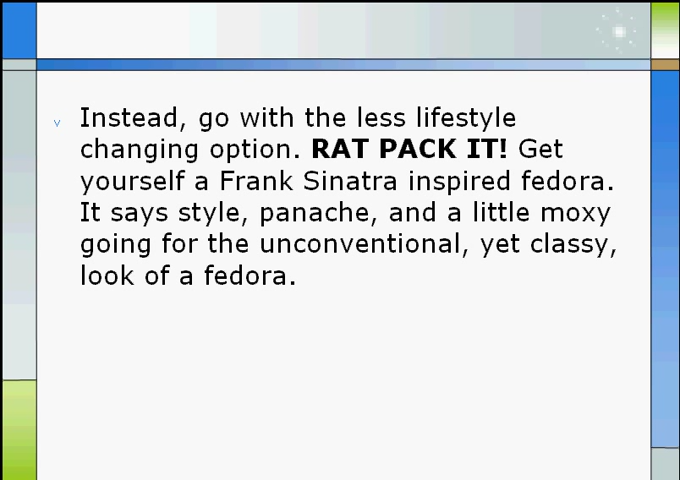 Instead, go with the less lifestyle
changing option. RAT PACK IT! Get
yourself a Frank Sinatra inspired fedora.
It says style, panache, and a little moxy
going for the unconventional, yet classy,
look of a fedora.